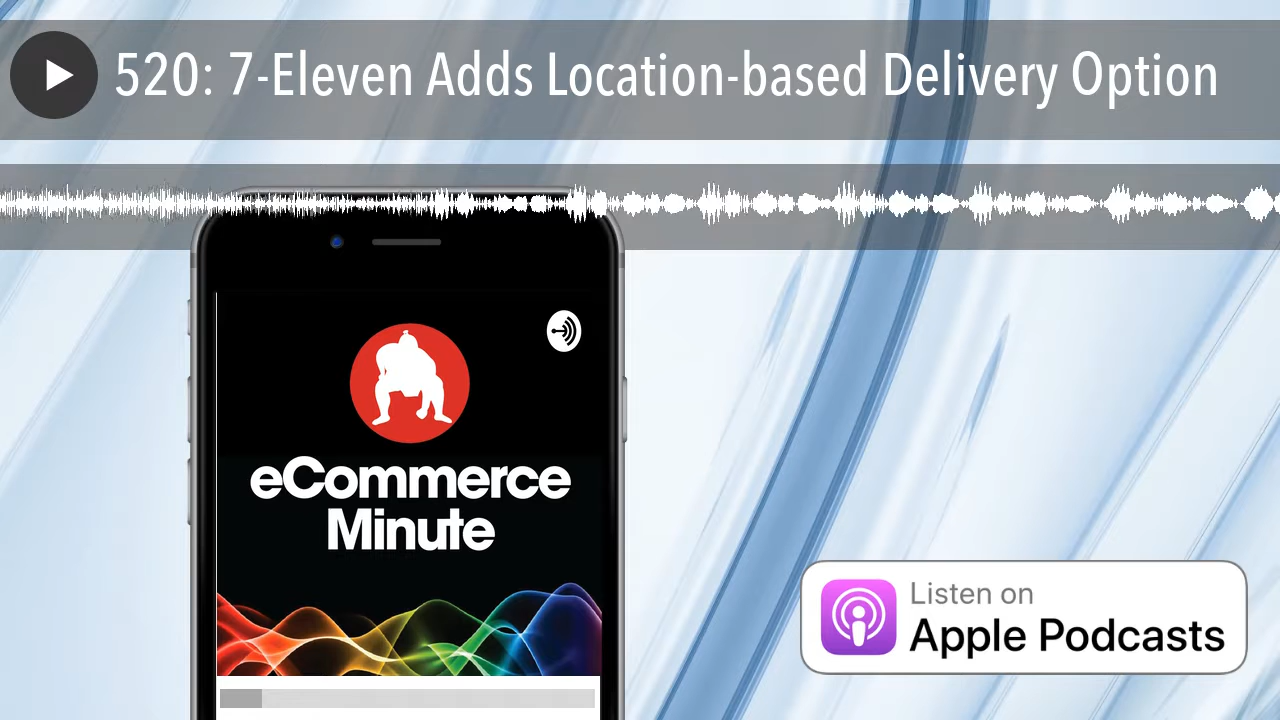 520: 7-Eleven Adds Location-based Delivery Option
eCommerce
Minute
Listen on
Apple Podcasts